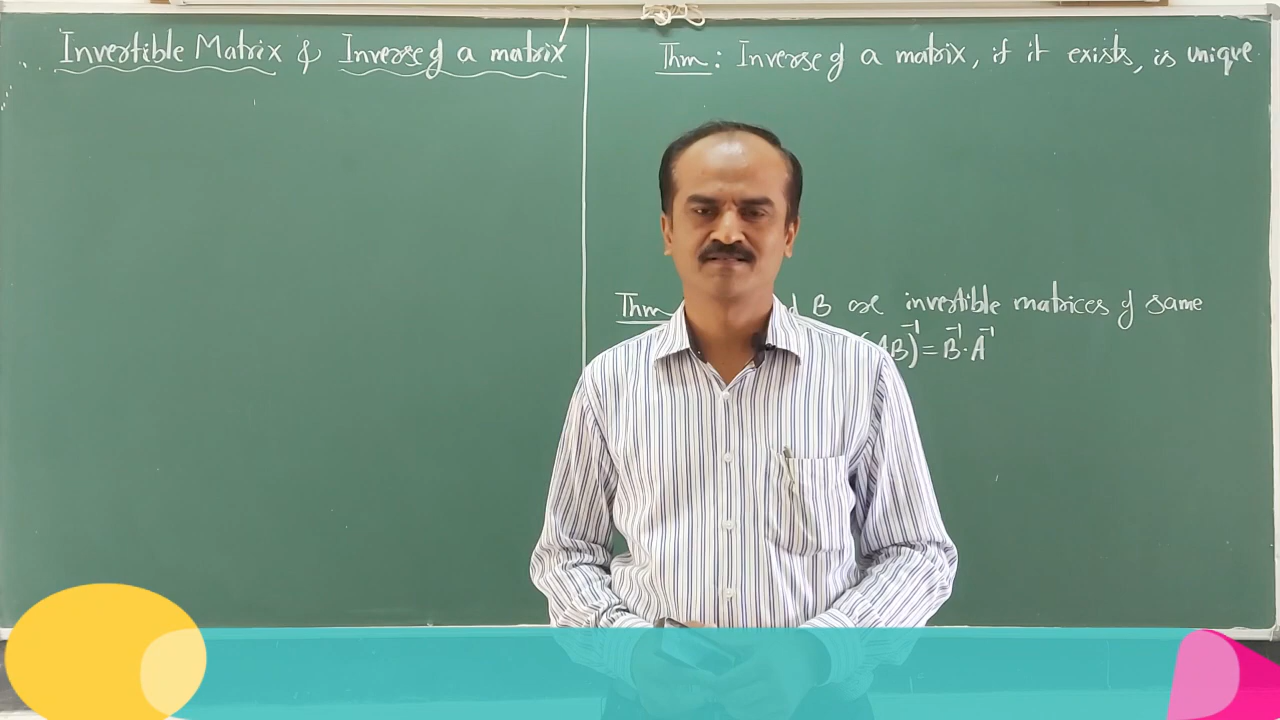 Invertible Matrix & Inverse of a matrix
Thm: Inverse of a matrix, if it exists, is unique.
Thm B are invertible matrices of same
AB)⁻¹ = B⁻¹. A⁻¹